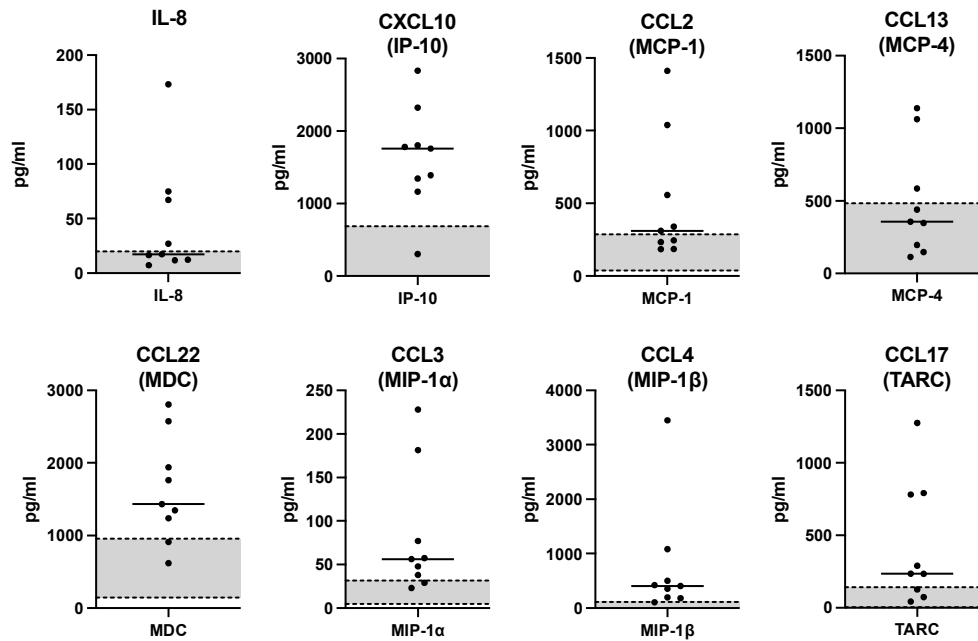 IL-8
pg/ml
200
150
100
50
0
IL-8
CXCL10
(IP-10)
pg/ml
3000
2000
1000
0
IP-10
CCL2
(MCP-1)
pg/ml
1500
1000
500
0
MCP-1
CCL13
(MCP-4)
pg/ml
1500
1000
500
0
MCP-4
CCL22
(MDC)
pg/ml
3000
2000
1000
0
MDC
CCL3
(MIP-1α)
pg/ml
250
200
150
100
50
0
MIP-1α
CCL4
(MIP-1β)
pg/ml
4000
3000
2000
1000
0
MIP-1β
CCL17
(TARC)
pg/ml
1500
1000
500
0
TARC